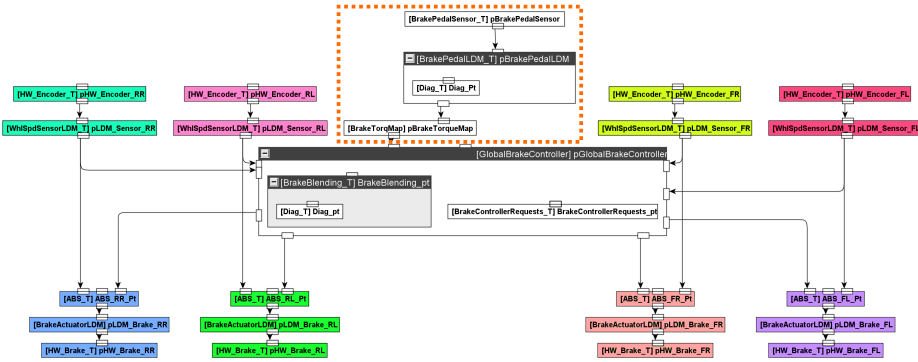 [BrakePedalSensor_T] pBrakePedalSensor
[BrakePedalLDM_T] pBrakePedalLDM
[Diag_T] Diag_Pt
[HW_Encoder_T] pHW_Encoder_RR
[HW_Encoder_T] pHW_Encoder_RL
[HW_Encoder_T] pHW_Encoder_FR
[HW_Encoder_T] pHW_Encoder_FL
[WhlSpdSensorLDM_T] pLDM_Sensor_RR
[WhlSpdSensorLDM_T] pLDM_Sensor_RL
[BrakeTorqMap] pBrakeTorqueMap
[WhlSpdSensorLDM_T] pLDM_Sensor_FR
[WhlSpdSensorLDM_T] pLDM_Sensor_FL
[GlobalBrakeController] pGlobalBrakeController
[BrakeBlending_T] BrakeBlending_pt
[Diag_T] Diag_pt
[BrakeControllerRequests_T] BrakeControllerRequests_pt
[ABS_T] ABS_RR_Pt
[ABS_T] ABS_RL_Pt
[ABS_T] ABS_FR_Pt
[ABS_T] ABS_FL_Pt
[BrakeActuatorLDM] pLDM_Brake_RR
[BrakeActuatorLDM] pLDM_Brake_RL
[BrakeActuatorLDM] pLDM_Brake_FR
[BrakeActuatorLDM] pLDM_Brake_FL
[HW_Brake_T] pHW_Brake_RR
[HW_Brake_T] pHW_Brake_RL
[HW_Brake_T] pHW_Brake_FR
[HW_Brake_T] pHW_Brake_FL